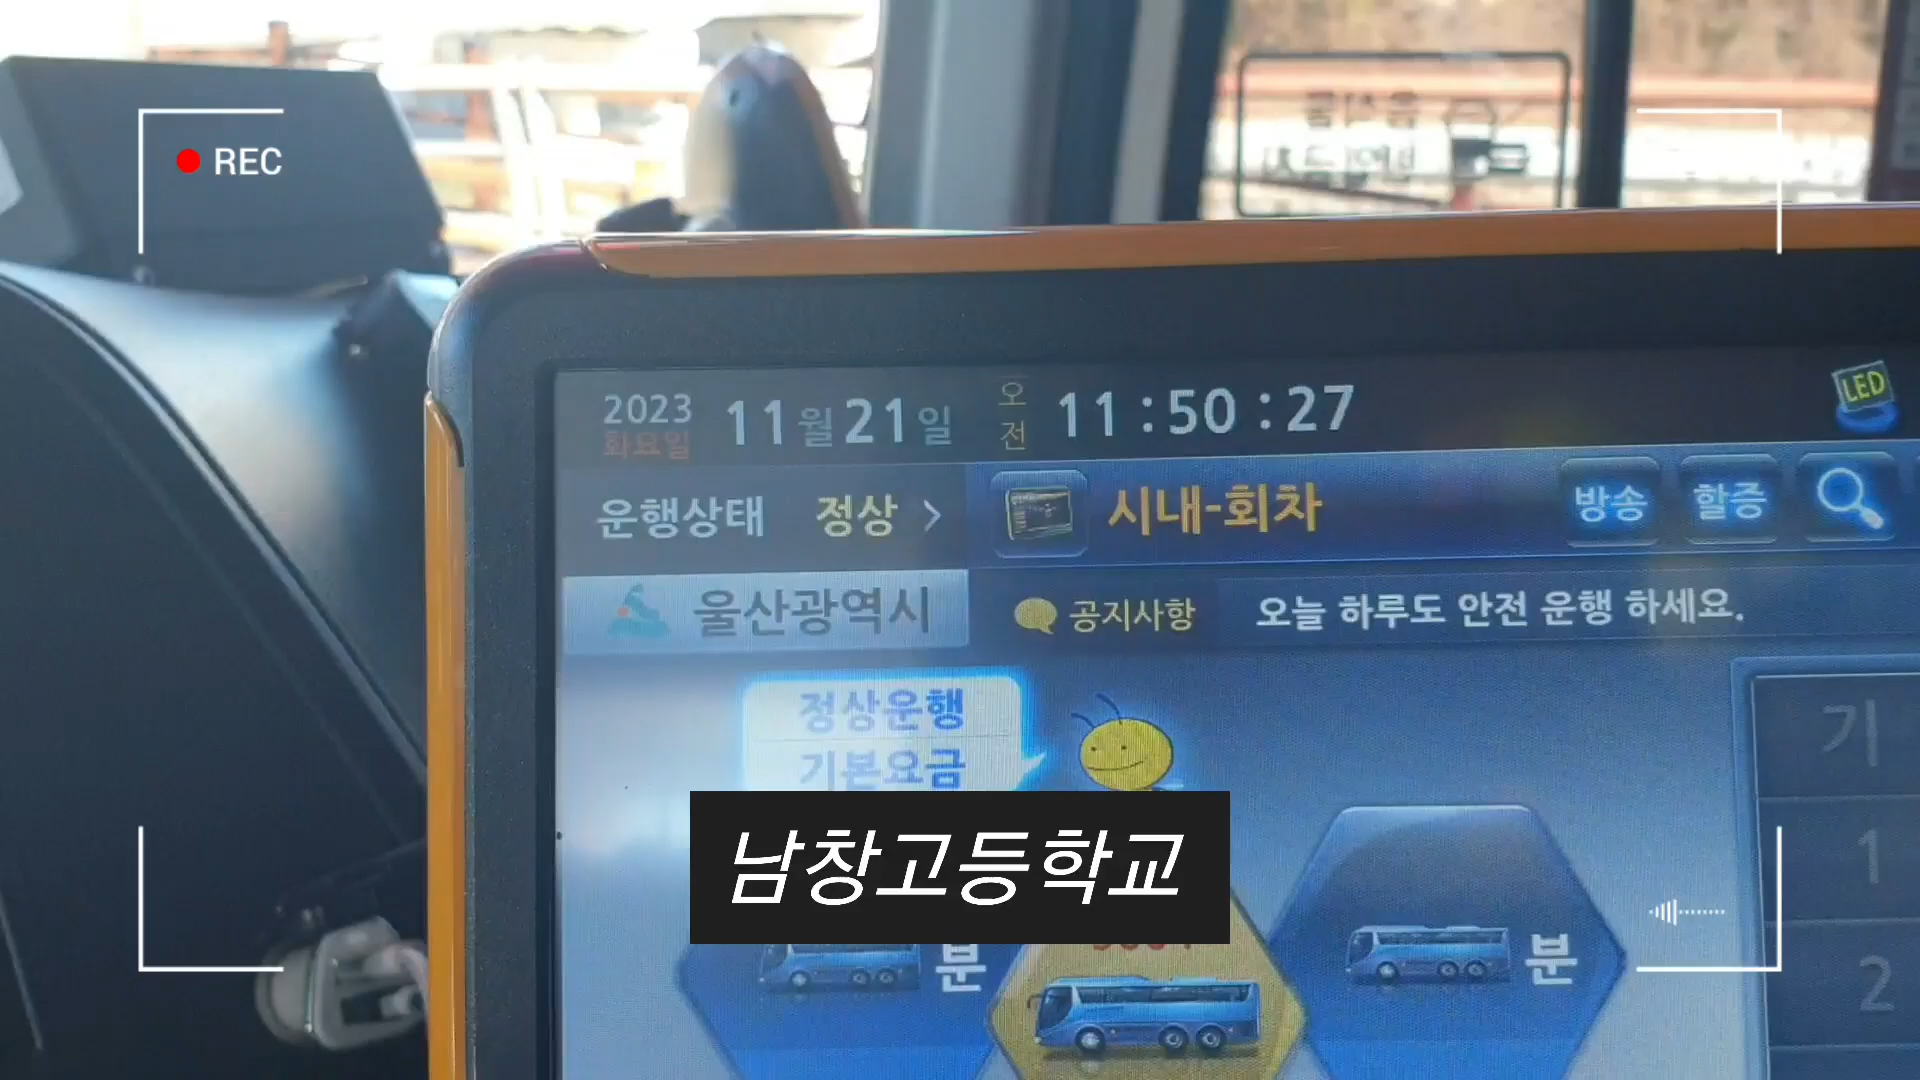 REC
2023 화요일 11월 21일 오전 11:50:27
LED
운행상태 정상 > 시내-회차 방송 할증
울산광역시 공지사항 오늘 하루도 안전 운행 하세요.
정상운행
기본요금
기
1
남창고등학교
분 분
2